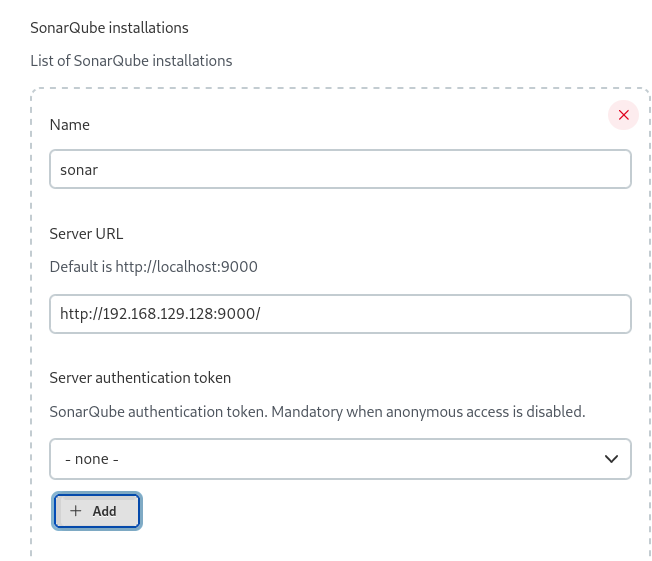 SonarQube installations
List of SonarQube installations
Name
sonar
Server URL
Default is http://localhost:9000
http://192.168.129.128:9000/
Server authentication token
SonarQube authentication token. Mandatory when anonymous access is disabled.
- none -
+ Add